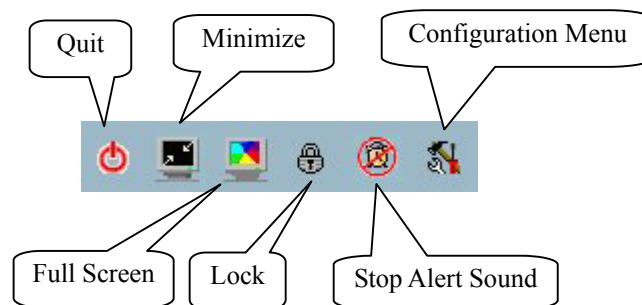 Quit
Minimize
Configuration Menu
Full Screen
Lock
Stop Alert Sound